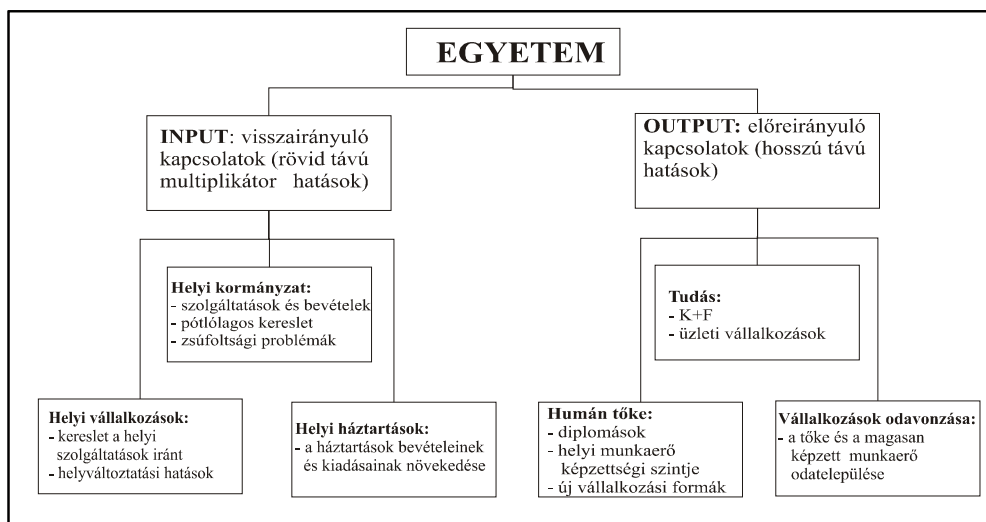 EGYETEM
INPUT: visszairányuló
kapcsolatok (rövid távú
multiplikátor hatások)
OUTPUT: előreirányuló
kapcsolatok (hosszú távú
hatások)
Helyi kormányzat:
- szolgáltatások és bevételek
- pótlólagos kereslet
- zsúfoltsági problémák
Tudás:
- K+F
- üzleti vállalkozások
Helyi vállalkozások:
- kereslet a helyi
szolgáltatások iránt
- helyváltoztatási hatások
Helyi háztartások:
- a háztartások bevételeinek
és kiadásainak növekedése
Humán tőke:
- diplomások
- helyi munkaerő
képzettségi szintje
- új vállalkozási formák
Vállalkozások odavonzása:
- a tőke és a magasan
képzett munkaerő
odatelepülése